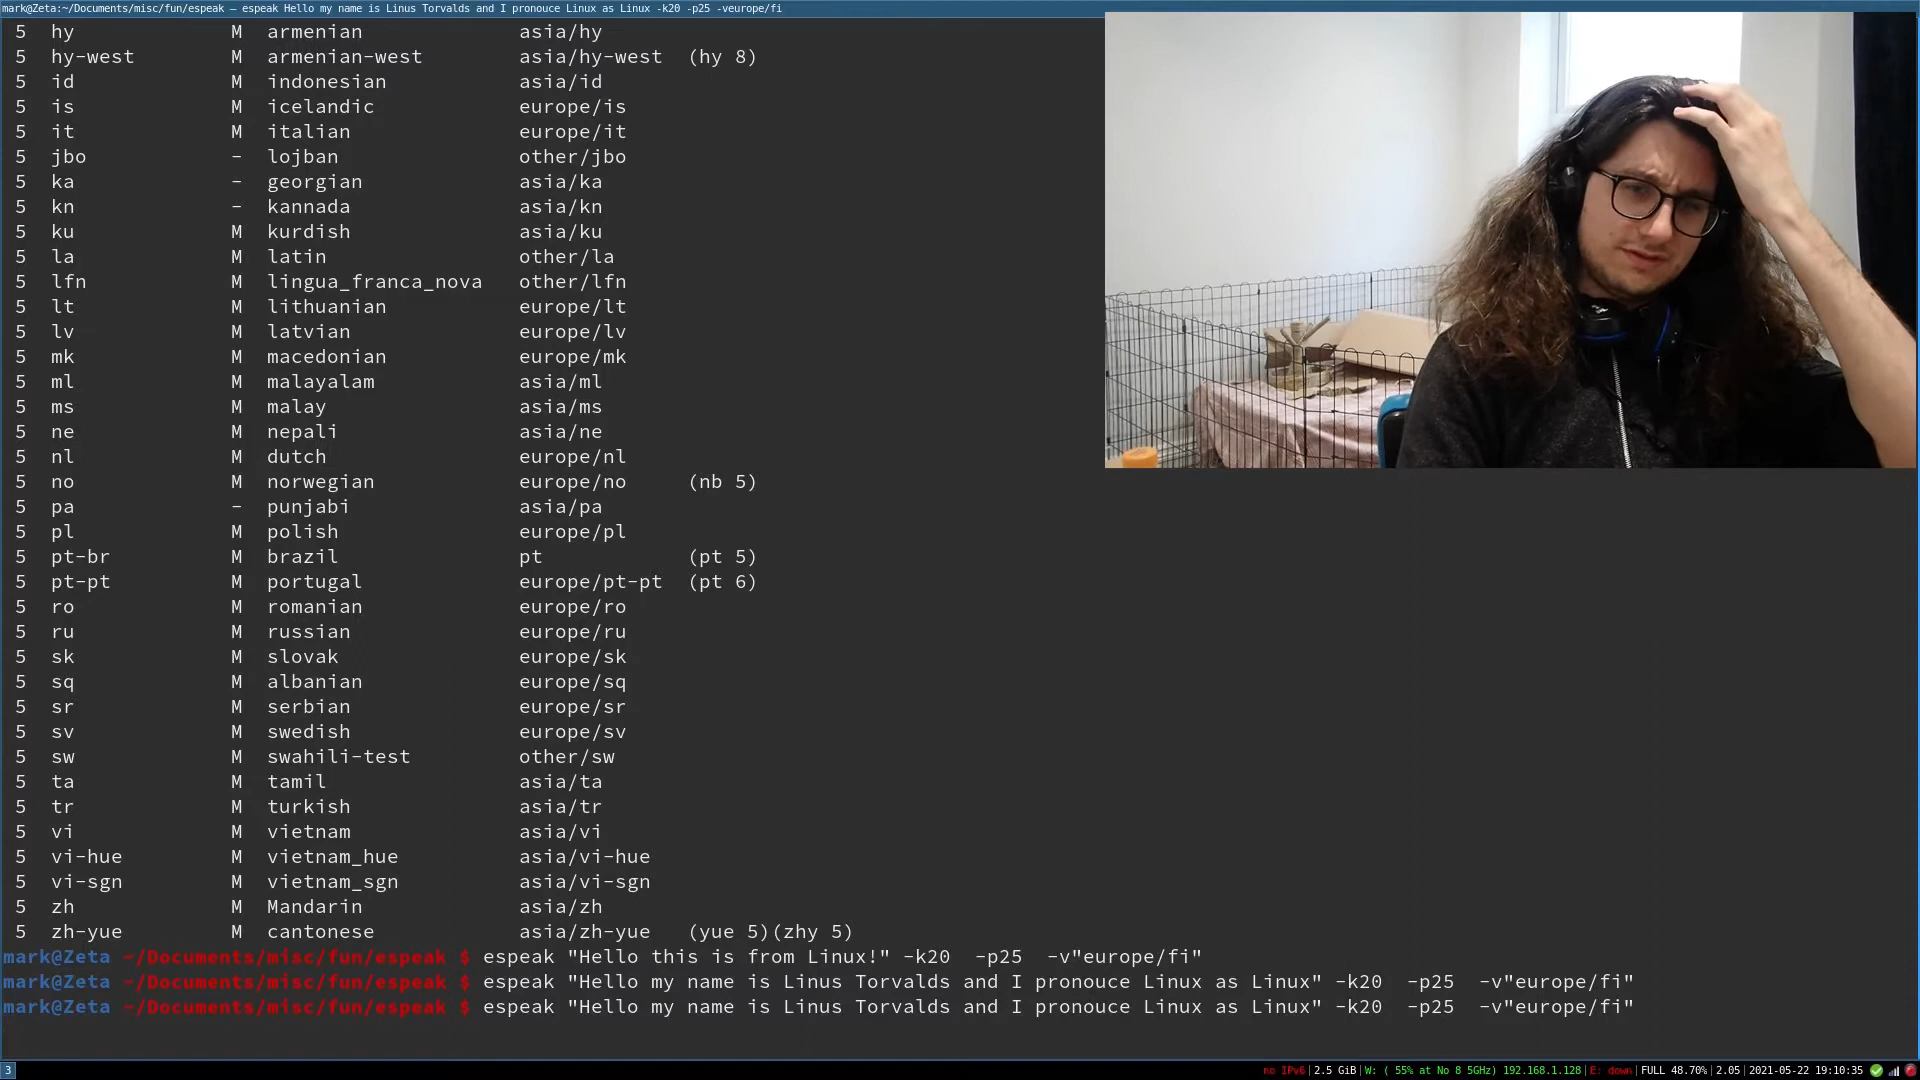 mark@Zeta:~/Documents/misc/fun/espeak — espeak Hello my name is Linus Torvalds and I pronouce Linux as Linux -k20 -p25 -veurope/fi
5 hy M armenian asia/hy
5 hy-west M armenian-west asia/hy-west (hy 8)
5 id M indonesian asia/id
5 is M icelandic europe/is
5 it M italian europe/it
5 jbo - lojban other/jbo
5 ka - georgian asia/ka
5 kn - kannada asia/kn
5 ku M kurdish asia/ku
5 la M latin other/la
5 lfn M lingua_franca_nova other/lfn
5 lt M lithuanian europe/lt
5 lv M latvian europe/lv
5 mk M macedonian europe/mk
5 ml M malayalam asia/ml
5 ms M malay asia/ms
5 ne M nepali asia/ne
5 nl M dutch europe/nl
5 no M norwegian europe/no (nb 5)
5 pa - punjabi asia/pa
5 pl M polish europe/pl
5 pt-br M brazil pt (pt 5)
5 pt-pt M portugal europe/pt-pt (pt 6)
5 ro M romanian europe/ro
5 ru M russian europe/ru
5 sk M slovak europe/sk
5 sq M albanian europe/sq
5 sr M serbian europe/sr
5 sv M swedish europe/sv
5 sw M swahili-test other/sw
5 ta M tamil asia/ta
5 tr M turkish asia/tr
5 vi M vietnam asia/vi
5 vi-hue M vietnam_hue asia/vi-hue
5 vi-sgn M vietnam_sgn asia/vi-sgn
5 zh M Mandarin asia/zh
5 zh-yue M cantonese asia/zh-yue (yue 5)(zhy 5)
mark@Zeta ~/Documents/misc/fun/espeak $ espeak "Hello this is from Linux!" -k20 -p25 -v"europe/fi"
mark@Zeta ~/Documents/misc/fun/espeak $ espeak "Hello my name is Linus Torvalds and I pronouce Linux as Linux" -k20 -p25 -v"europe/fi"
mark@Zeta ~/Documents/misc/fun/espeak $ espeak "Hello my name is Linus Torvalds and I pronouce Linux as Linux" -k20 -p25 -v"europe/fi"
3 no IPv6|2.5 GiB|W: ( 55% at No 8 5GHz) 192.168.1.128|E: down|FULL 48.70%|2.05|2021-05-22 19:10:35